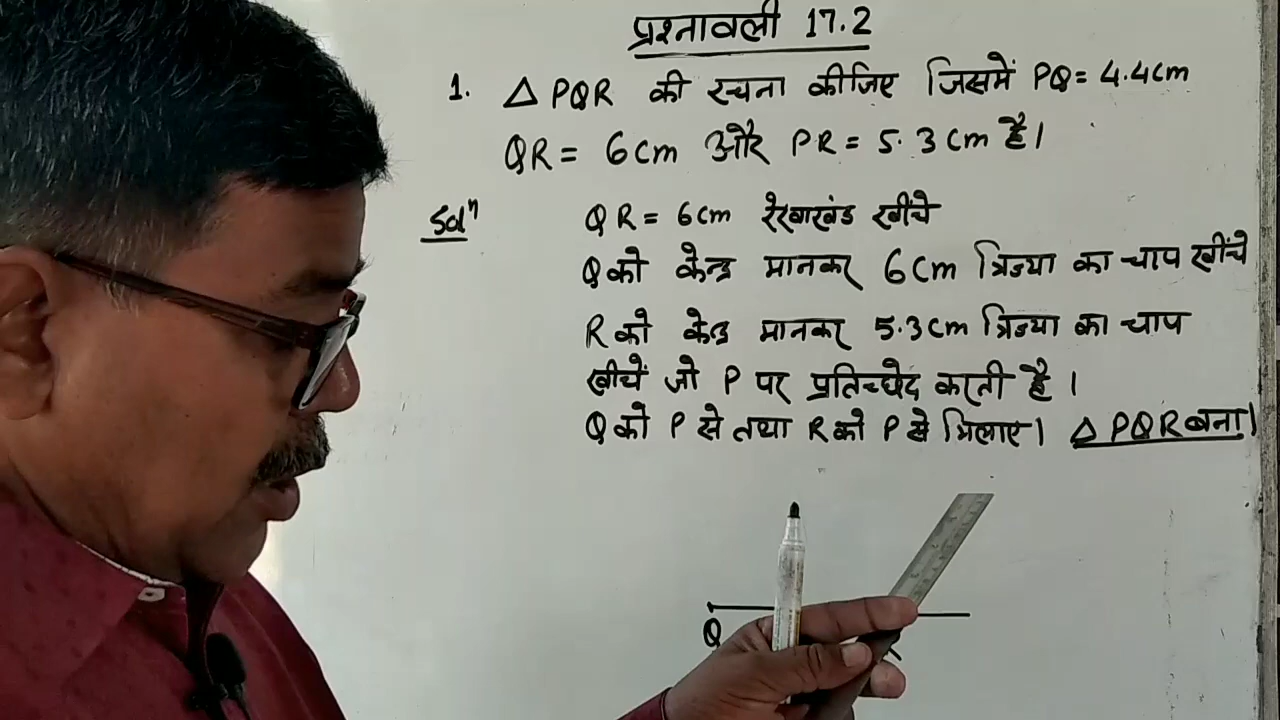 प्रश्नावली 17.2
1. △ PQR की रचना कीजिए जिसमें PQ = 4.4cm
QR = 6cm और PR = 5.3cm है।
Solⁿ QR = 6cm रेखाखंड खींचे
Q को केन्द्र मानकर 6cm त्रिज्या का चाप खींचे
R को केन्द्र मानकर 5.3cm त्रिज्या का चाप
खींचें जो P पर प्रतिच्छेद करती है।
Q को P से तथा R को P से मिलाए। △ PQR बना।
Q